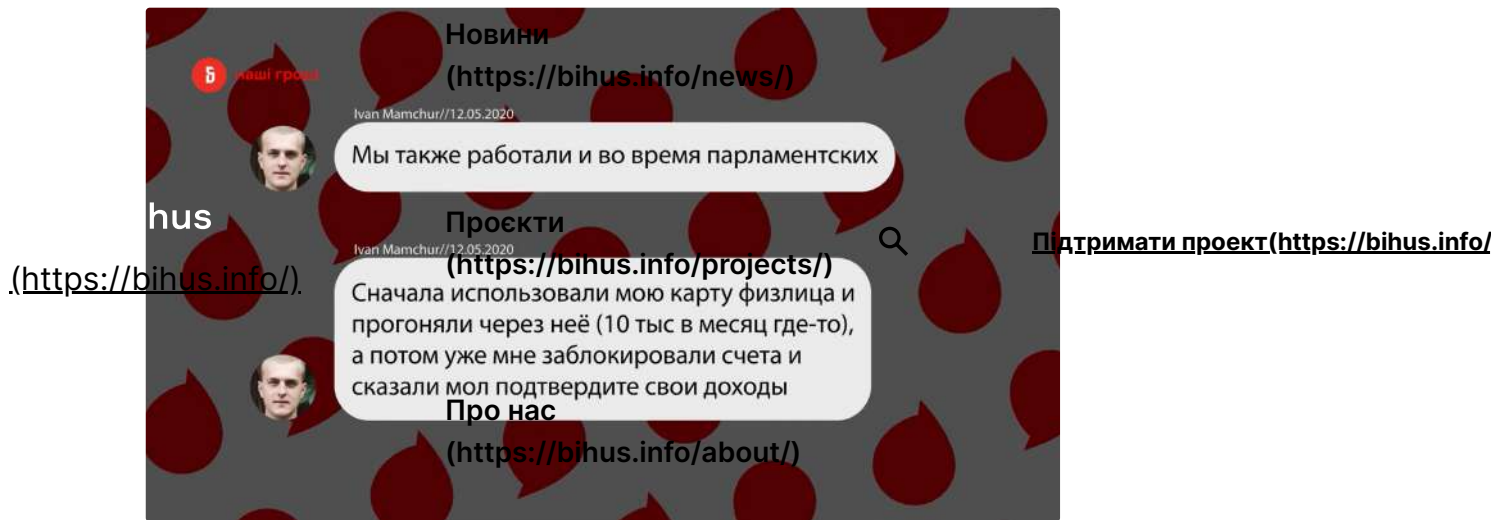 Новини
(https://bihus.info/news/)
Б наші гроші
Ivan Mamchur//12.05.2020
Мы также работали и во время парламентских
hus
(https://bihus.info/)
Проєкти
(https://bihus.info/projects/)
Підтримати проект(https://bihus.info/
Ivan Mamchur//12.05.2020
Сначала использовали мою карту физлица и
прогоняли через неё (10 тыс в месяц где-то),
а потом уже мне заблокировали счета и
сказали мол подтвердите свои доходы
Про нас
(https://bihus.info/about/)